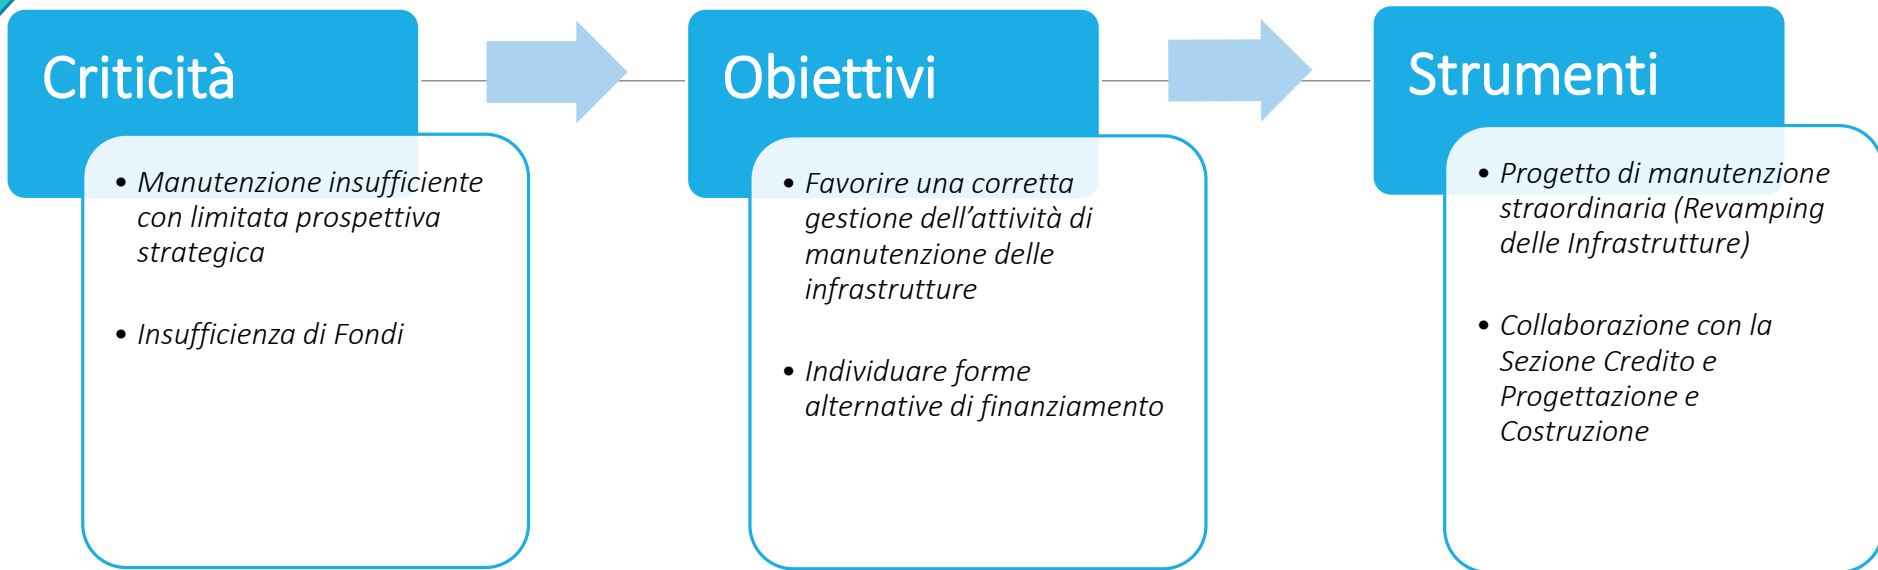 Criticità
• Manutenzione insufficiente
con limitata prospettiva
strategica
• Insufficienza di Fondi
Obiettivi
• Favorire una corretta
gestione dell’attività di
manutenzione delle
infrastrutture
• Individuare forme
alternative di finanziamento
Strumenti
• Progetto di manutenzione
straordinaria (Revamping
delle Infrastrutture)
• Collaborazione con la
Sezione Credito e
Progettazione e
Costruzione